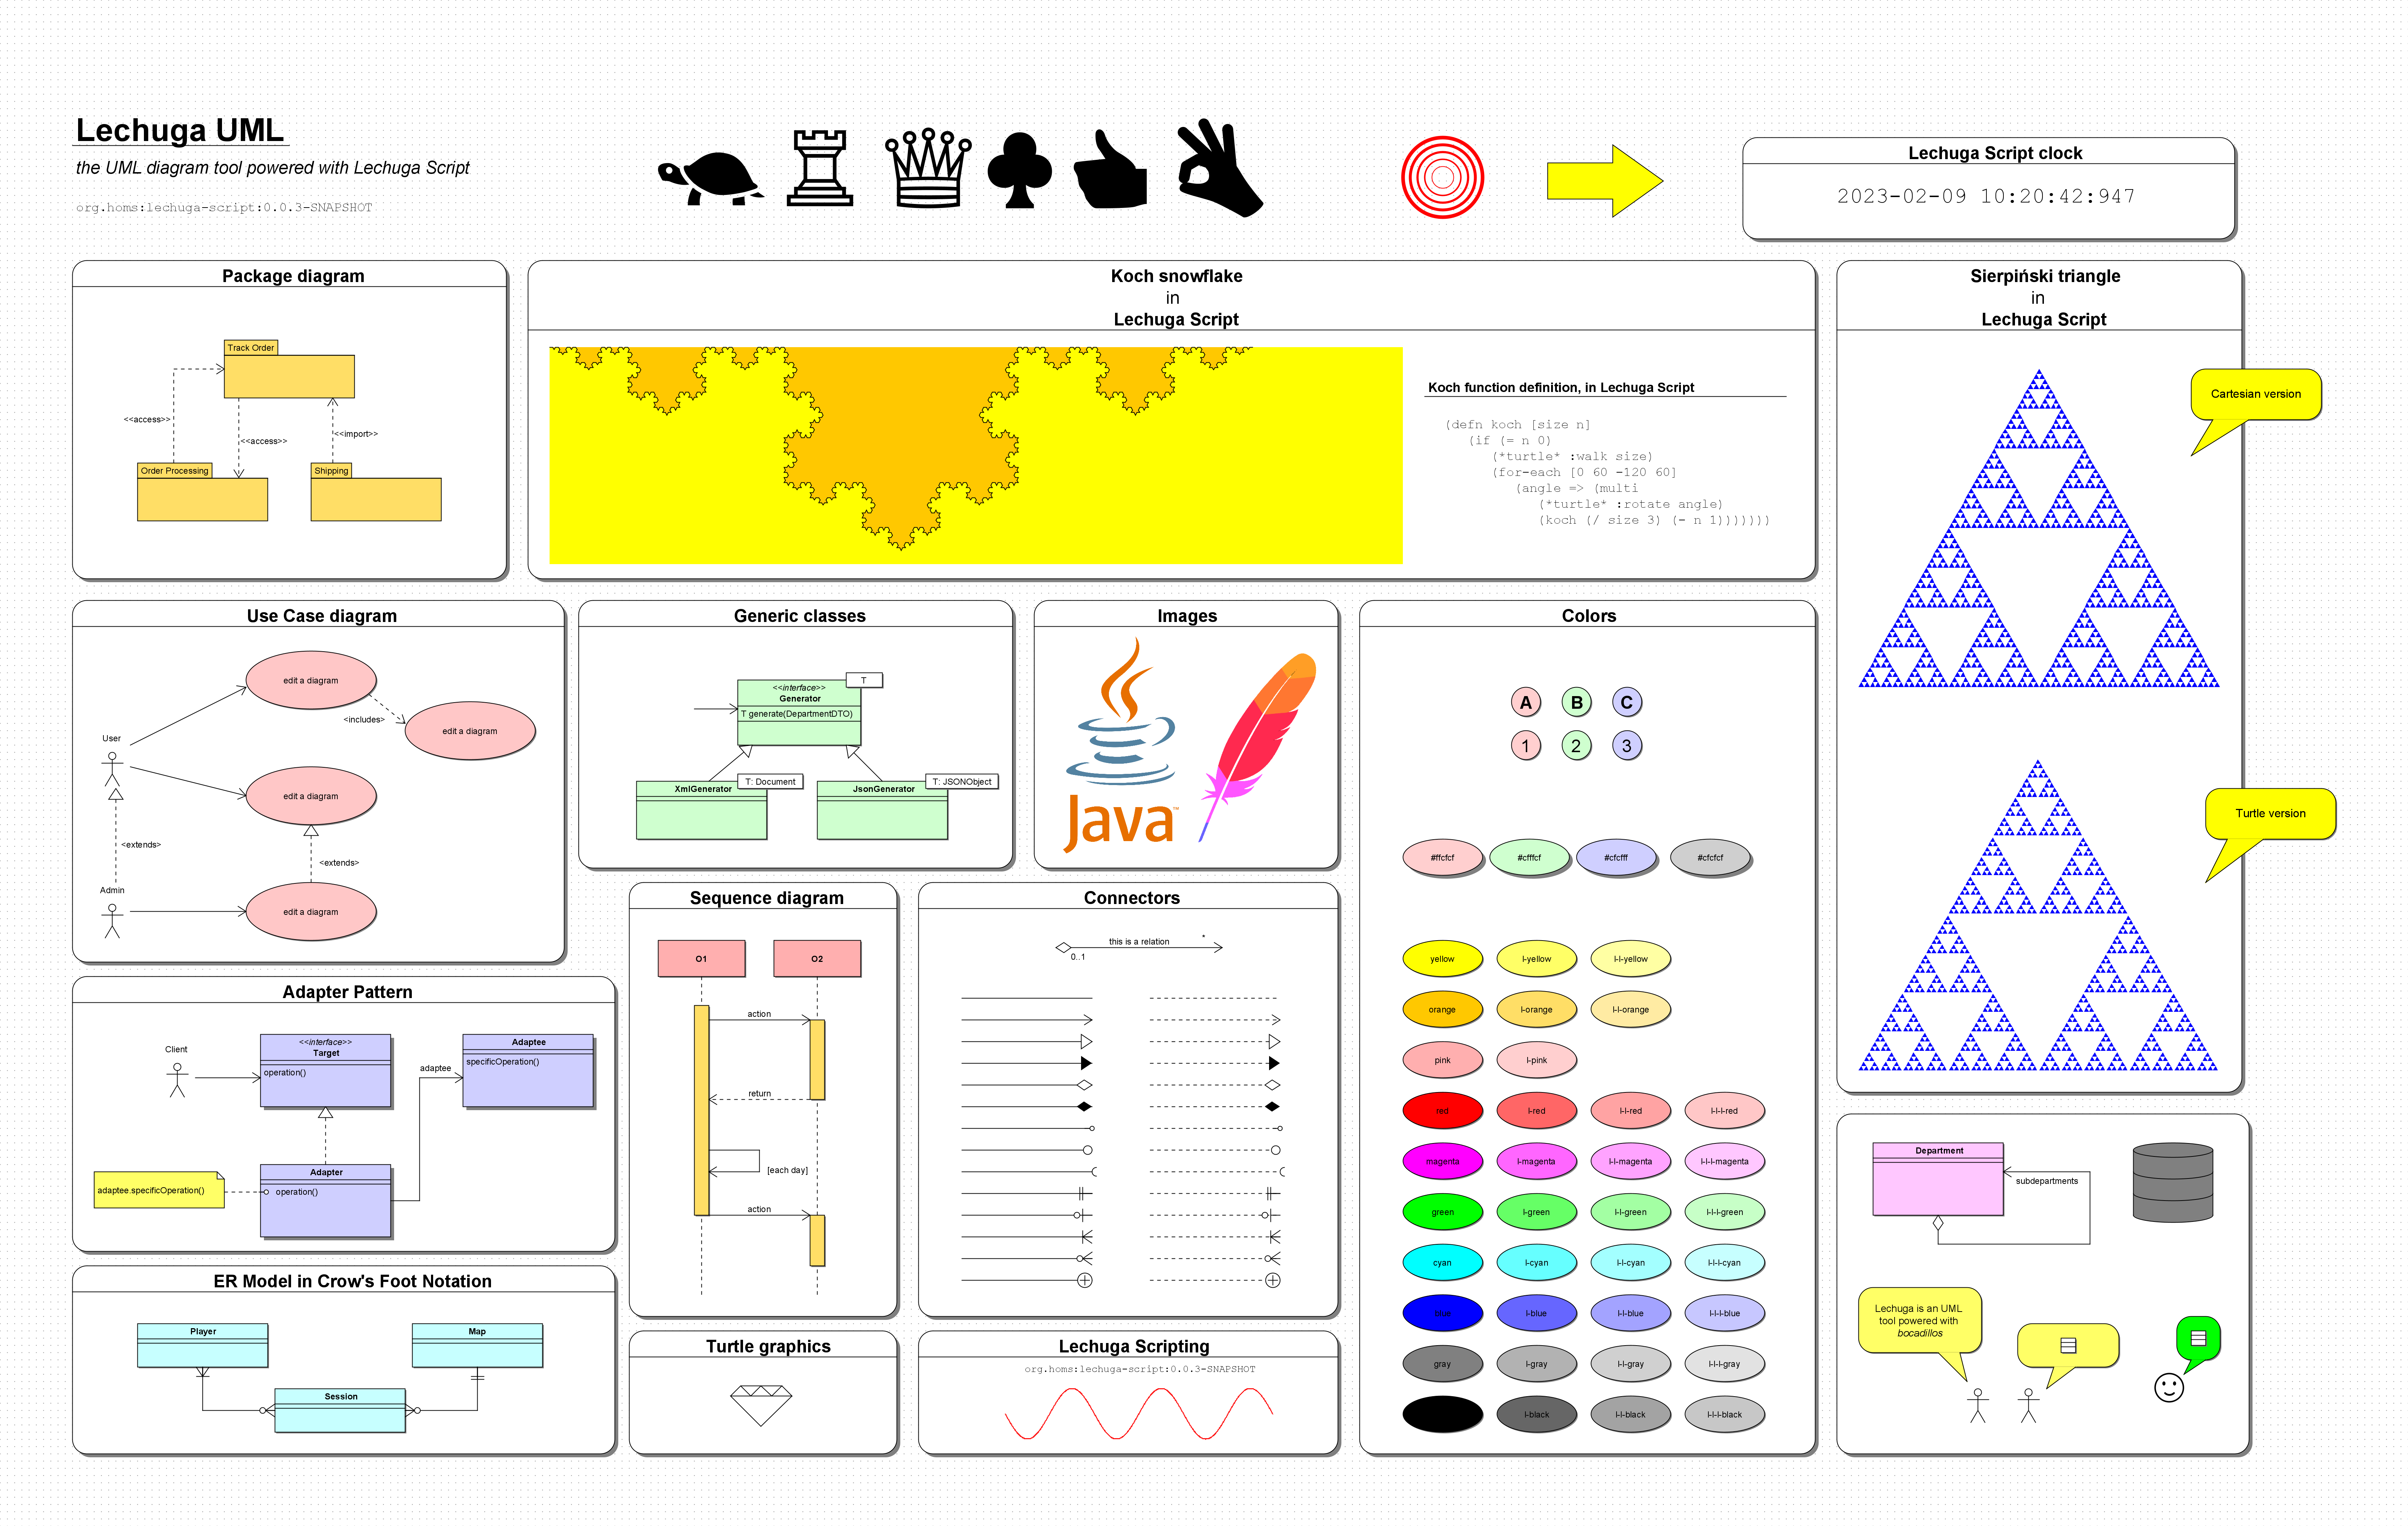 Lechuga UML
the UML diagram tool powered with Lechuga Script
org.homs:lechuga-script:0.0.3-SNAPSHOT
Lechuga Script clock
2023-02-09 10:20:42:947
Package diagram
Track Order
<<access>>
<<access>>
<<import>>
Order Processing
Shipping
Koch snowflake
in
Lechuga Script
Koch function definition, in Lechuga Script
(defn koch [size n]
(if (= n 0)
(*turtle* :walk size)
(for-each [0 60 -120 60]
(angle => (multi
(*turtle* :rotate angle)
(koch (/ size 3) (- n 1)))))))
Sierpiński triangle
in
Lechuga Script
Cartesian version
Turtle version
Use Case diagram
edit a diagram
<includes>
edit a diagram
User
edit a diagram
<extends>
<extends>
Admin
edit a diagram
Generic classes
T
<<interface>>
Generator
T generate(DepartmentDTO)
T: Document
XmlGenerator
T: JSONObject
JsonGenerator
Images
Java™
Colors
A B C
1 2 3
#ffcfcf #cfffcf #cfcfff #cfcfcf
yellow l-yellow l-l-yellow
orange l-orange l-l-orange
pink l-pink
red l-red l-l-red l-l-l-red
magenta l-magenta l-l-magenta l-l-l-magenta
green l-green l-l-green l-l-l-green
cyan l-cyan l-l-cyan l-l-l-cyan
blue l-blue l-l-blue l-l-l-blue
gray l-gray l-l-gray l-l-l-gray
l-black l-l-black l-l-l-black
Sequence diagram
O1 O2
action
return
[each day]
action
Connectors
this is a relation
*
0..1
Adapter Pattern
Client
<<interface>>
Target
operation()
adaptee
Adaptee
specificOperation()
adaptee.specificOperation()
Adapter
operation()
ER Model in Crow's Foot Notation
Player
Map
Session
Turtle graphics
Lechuga Scripting
org.homs:lechuga-script:0.0.3-SNAPSHOT
Department
subdepartments
Lechuga is an UML
tool powered with
bocadillos